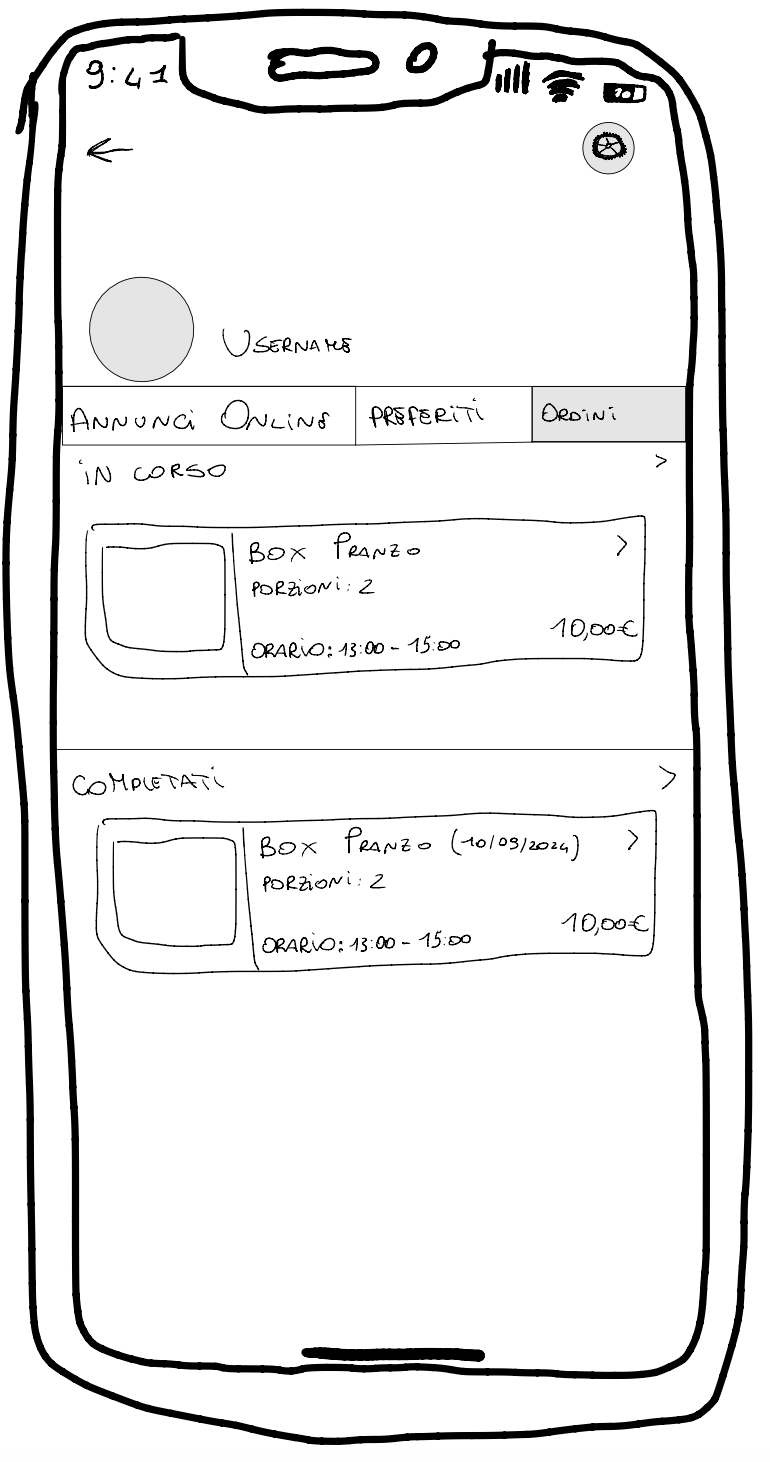 9:41
USERNAME
ANNUNCI ONLINE PREFERITI ORDINI
IN CORSO
BOX PRANZO
PORZIONI: 2
10,00€
ORARIO: 13:00 - 15:00
COMPLETATI
BOX PRANZO (10/09/2024)
PORZIONI: 2
10,00€
ORARIO: 13:00 - 15:00